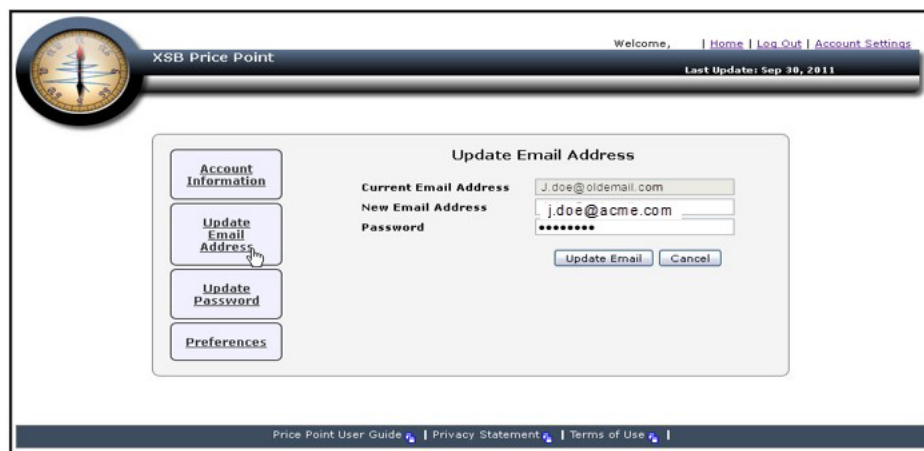 Welcome, | Home | Log Out | Account Settings
XSB Price Point
Last Update: Sep 30, 2011
Update Email Address
Account
Information
Current Email Address J.doe@oldemail.com
New Email Address j.doe@acme.com
Password ••••••••
Update
Email
Address
Update Email Cancel
Update
Password
Preferences
Price Point User Guide | Privacy Statement | Terms of Use |